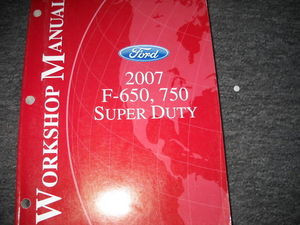 WORKSHOP MANUAL
Ford
2007
F-650, 750
SUPER DUTY